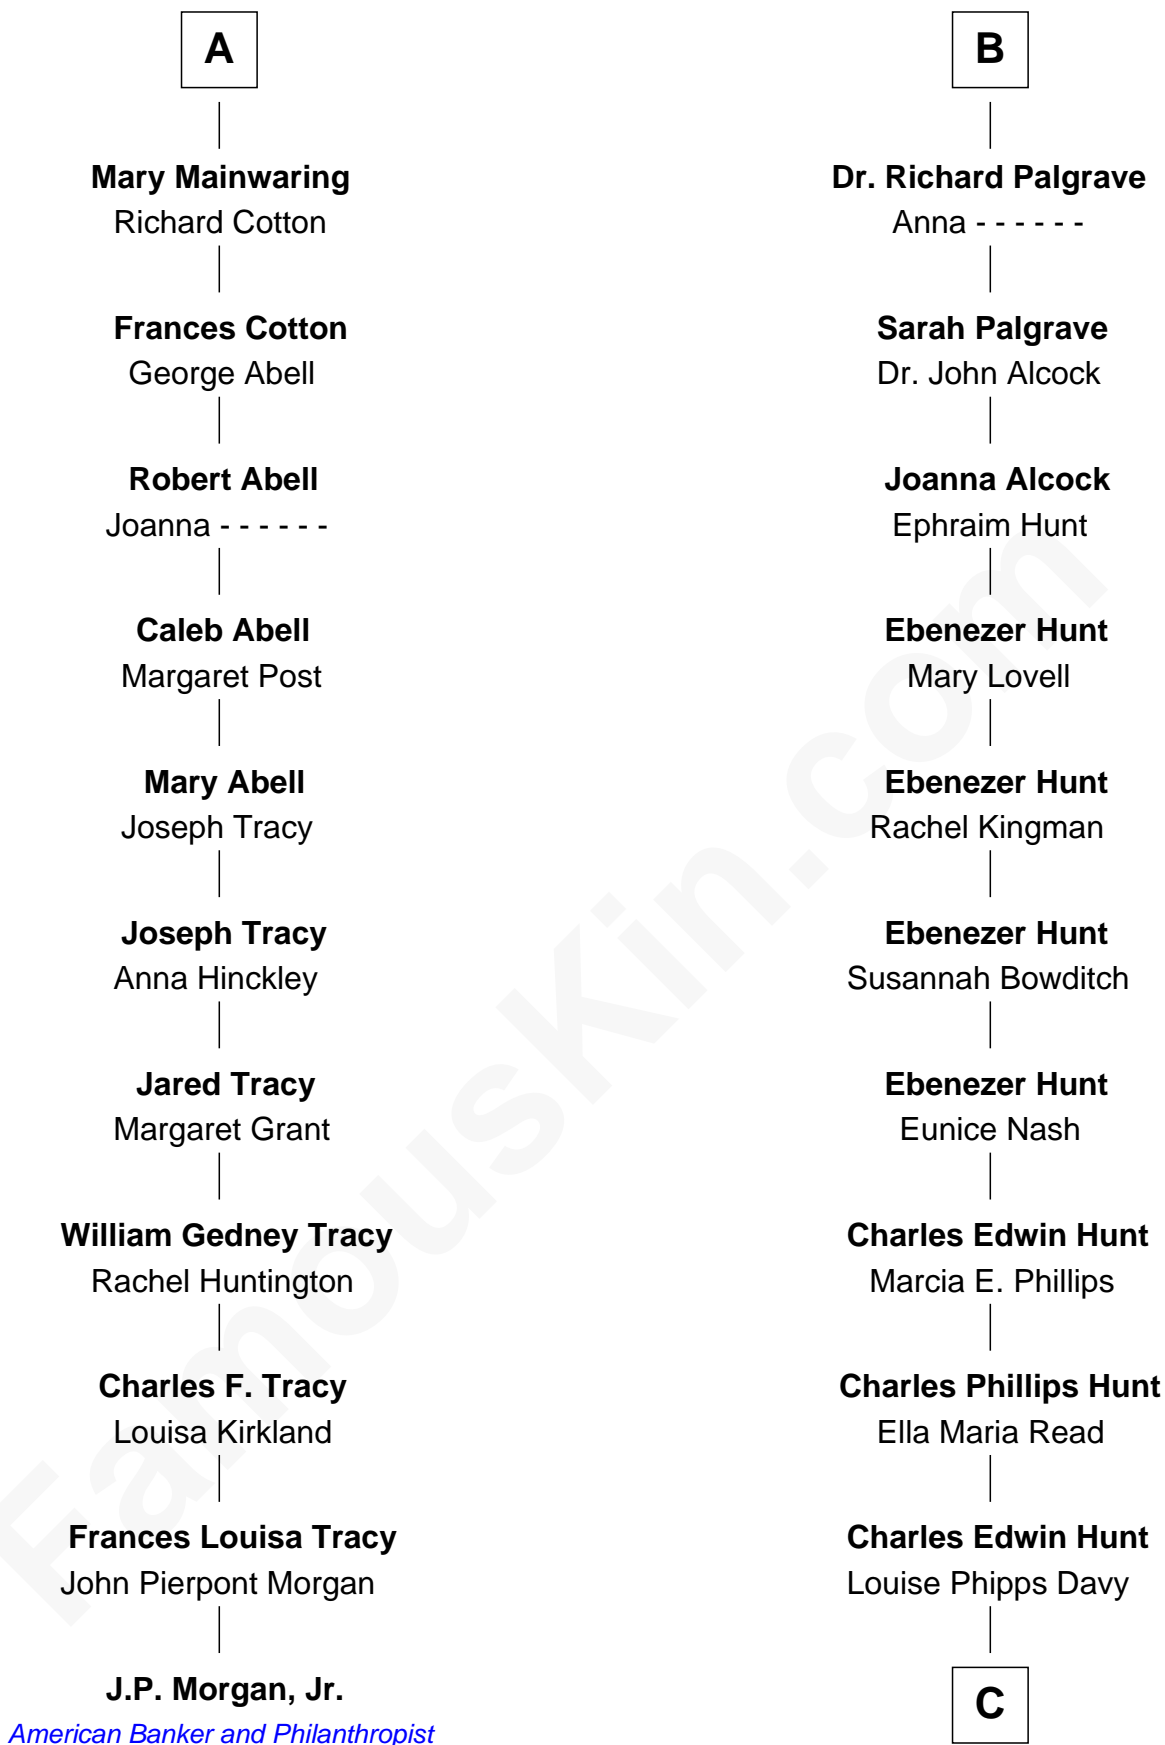 A
Mary Mainwaring
Richard Cotton
Frances Cotton
George Abell
Robert Abell
Joanna - - - - - -
Caleb Abell
Margaret Post
Mary Abell
Joseph Tracy
Joseph Tracy
Anna Hinckley
Jared Tracy
Margaret Grant
William Gedney Tracy
Rachel Huntington
Charles F. Tracy
Louisa Kirkland
Frances Louisa Tracy
John Pierpont Morgan
J.P. Morgan, Jr.
American Banker and Philanthropist
B
Dr. Richard Palgrave
Anna - - - - - -
Sarah Palgrave
Dr. John Alcock
Joanna Alcock
Ephraim Hunt
Ebenezer Hunt
Mary Lovell
Ebenezer Hunt
Rachel Kingman
Ebenezer Hunt
Susannah Bowditch
Ebenezer Hunt
Eunice Nash
Charles Edwin Hunt
Marcia E. Phillips
Charles Phillips Hunt
Ella Maria Read
Charles Edwin Hunt
Louise Phipps Davy
C
FamousKin.com